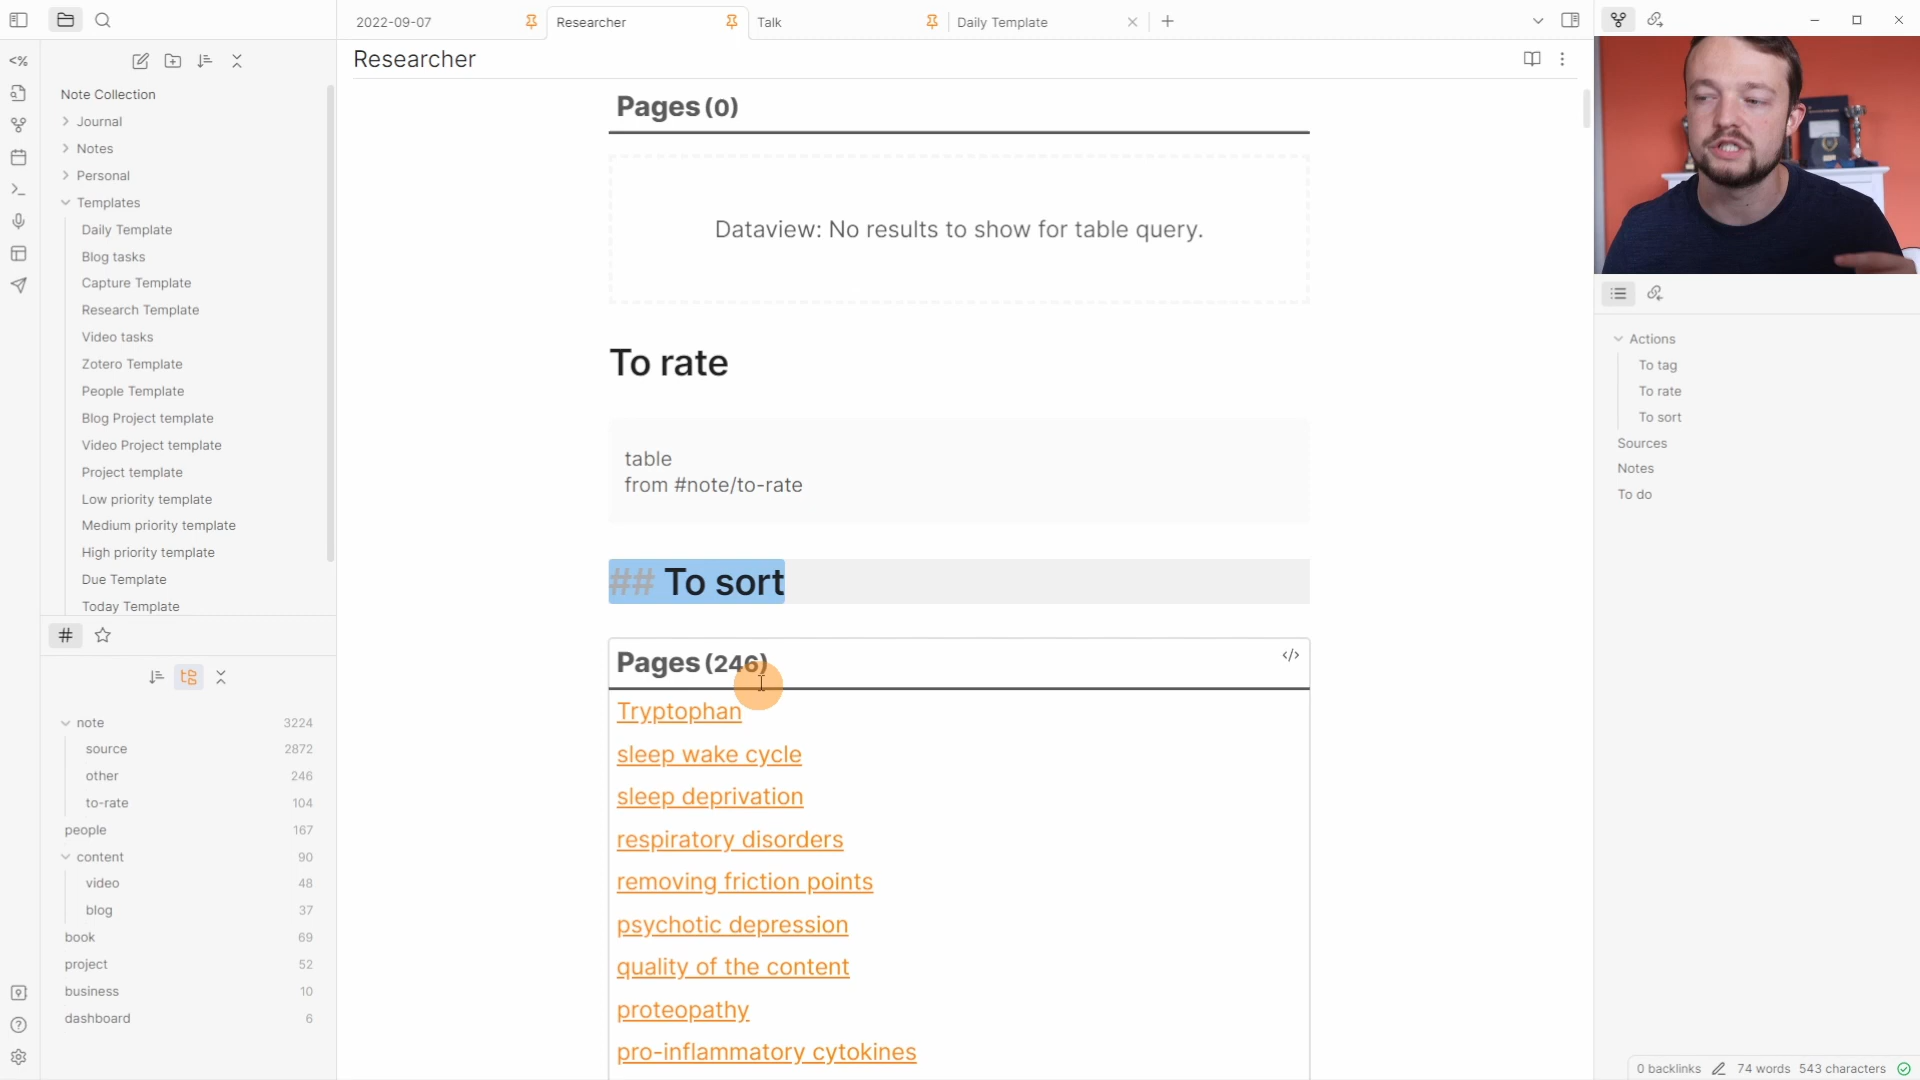 2022-09-07
Researcher
Talk
Daily Template
Researcher
Note Collection
Journal
Notes
Personal
Templates
Daily Template
Blog tasks
Capture Template
Research Template
Video tasks
Zotero Template
People Template
Blog Project template
Video Project template
Project template
Low priority template
Medium priority template
High priority template
Due Template
Today Template
note 3224
source 2872
other 246
to-rate 104
people 167
content 90
video 48
blog 37
book 69
project 52
business 10
dashboard 6
Pages (0)
Dataview: No results to show for table query.
To rate
table
from #note/to-rate
## To sort
Pages (246)
Tryptophan
sleep wake cycle
sleep deprivation
respiratory disorders
removing friction points
psychotic depression
quality of the content
proteopathy
pro-inflammatory cytokines
Actions
To tag
To rate
To sort
Sources
Notes
To do
0 backlinks 74 words 543 characters